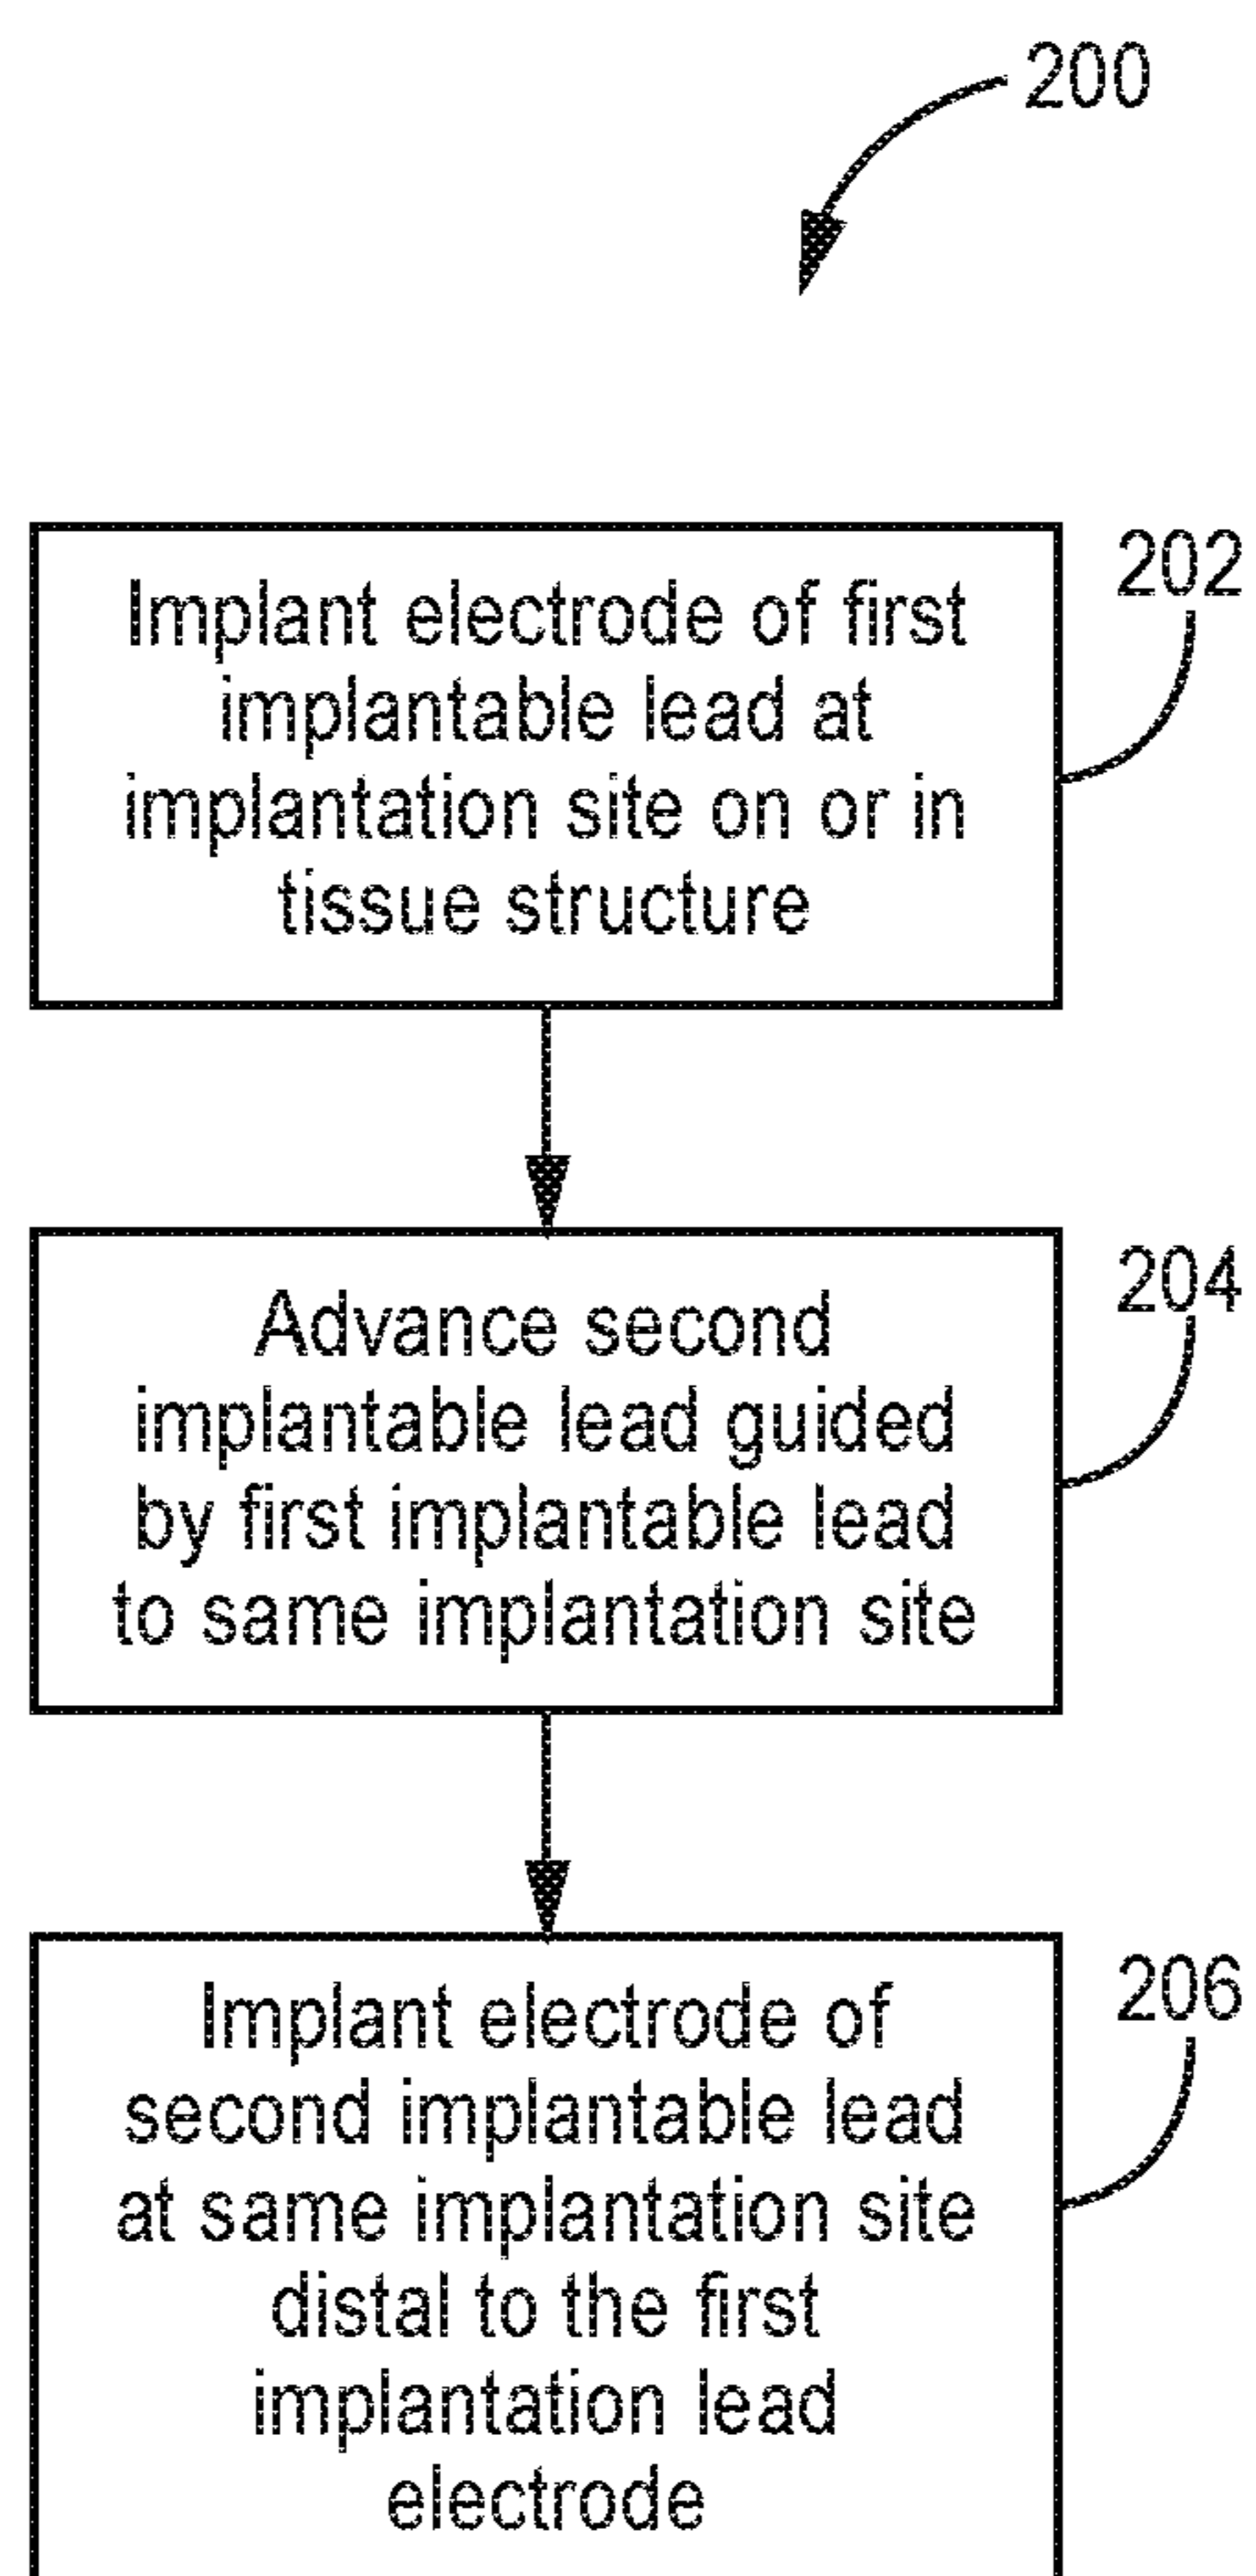 200
Implant electrode of first
implantable lead at
implantation site on or in
tissue structure
202
Advance second
implantable lead guided
by first implantable lead
to same implantation site
204
Implant electrode of
second implantable lead
at same implantation site
distal to the first
implantation lead
electrode
206